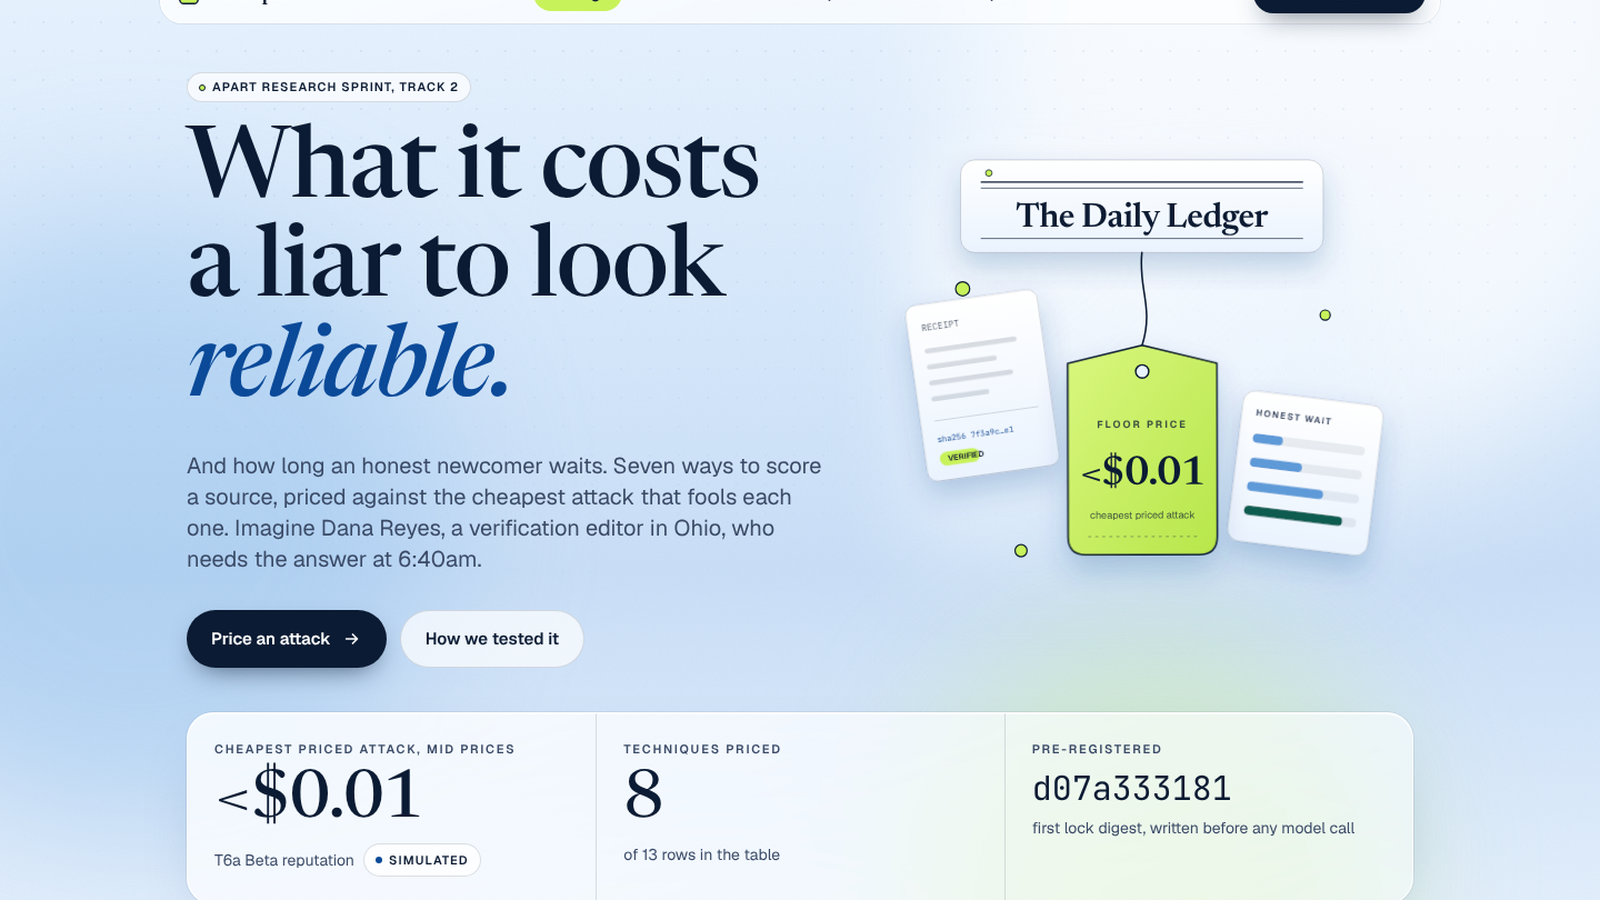 APART RESEARCH SPRINT, TRACK 2
What it costs
a liar to look
reliable.
And how long an honest newcomer waits. Seven ways to score
a source, priced against the cheapest attack that fools each
one. Imagine Dana Reyes, a verification editor in Ohio, who
needs the answer at 6:40am.
Price an attack →
How we tested it
The Daily Ledger
RECEIPT
sha256 7f3a9c…e1
VERIFIED
FLOOR PRICE
<$0.01
cheapest priced attack
HONEST WAIT
CHEAPEST PRICED ATTACK, MID PRICES
<$0.01
T6a Beta reputation
SIMULATED
TECHNIQUES PRICED
8
of 13 rows in the table
PRE-REGISTERED
d07a333181
first lock digest, written before any model call